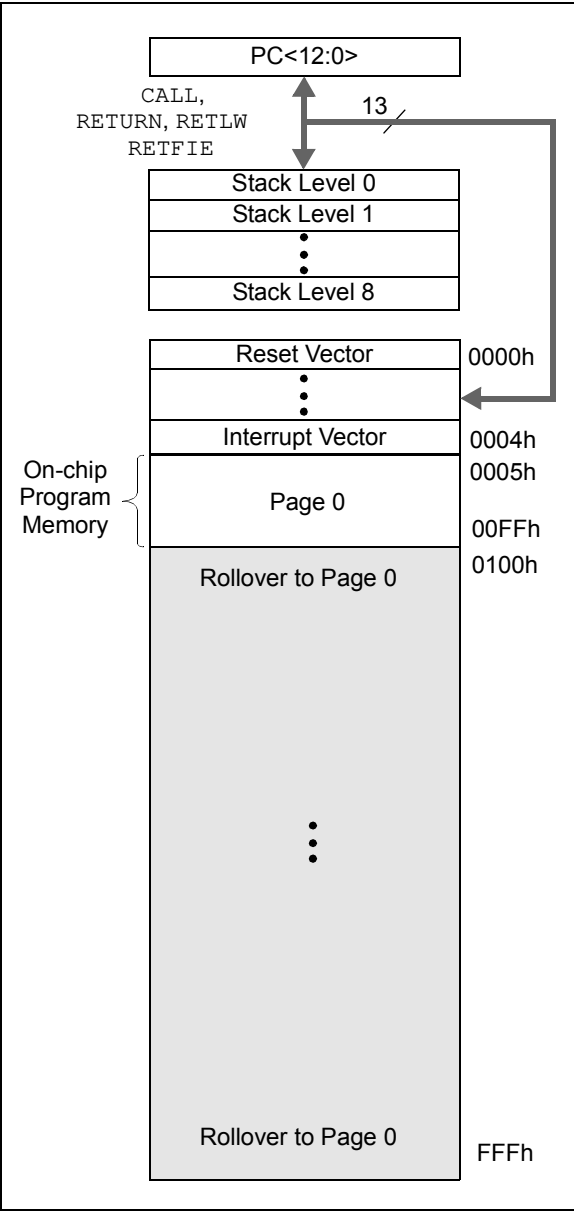 PC<12:0>
CALL,
RETURN, RETLW
RETFIE
13
Stack Level 0
Stack Level 1
Stack Level 8
Reset Vector
0000h
Interrupt Vector
0004h
On-chip
Program
Memory
Page 0
0005h
00FFh
Rollover to Page 0
0100h
Rollover to Page 0
FFFh